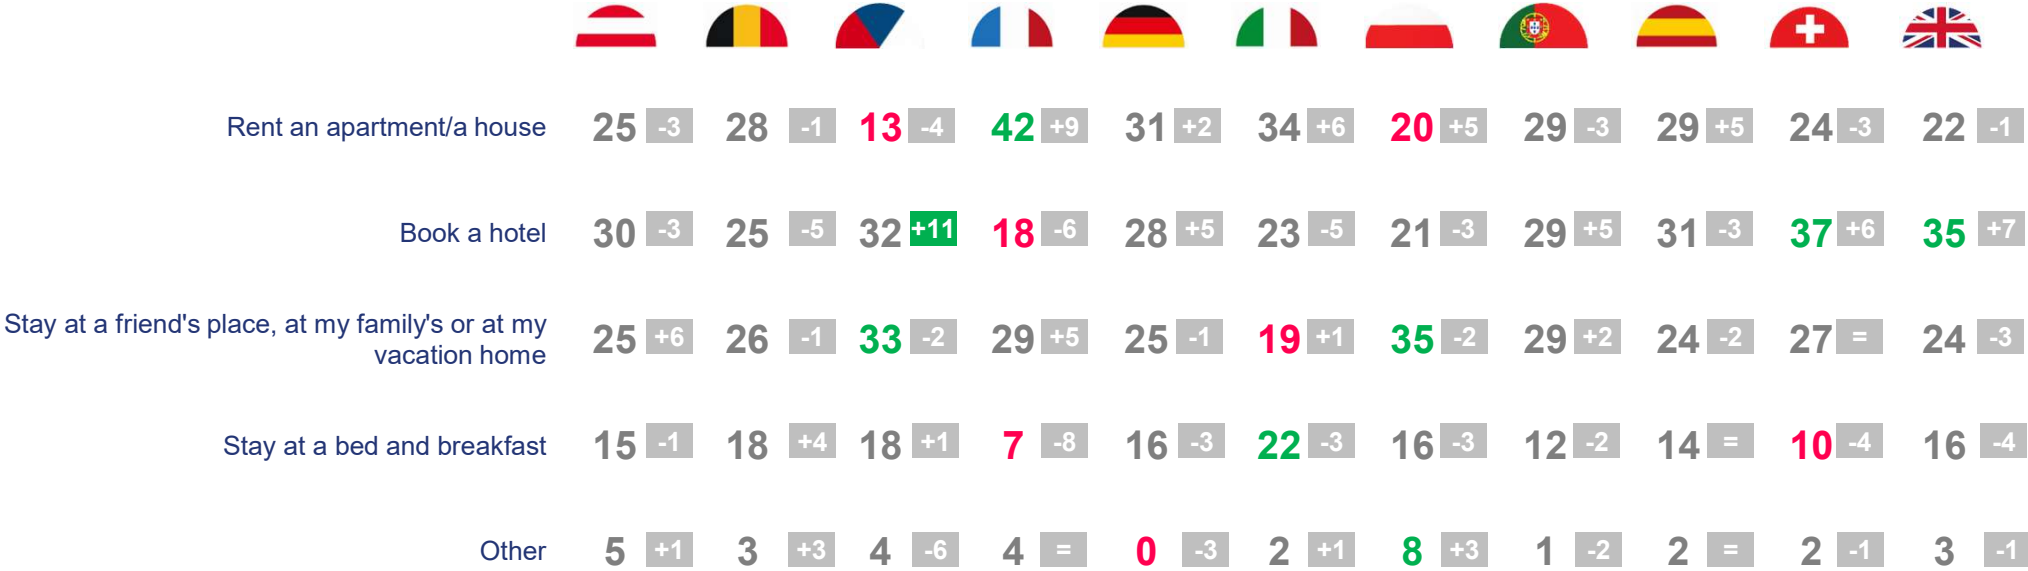 Rent an apartment/a house 25 -3 28 -1 13 -4 42 +9 31 +2 34 +6 20 +5 29 -3 29 +5 24 -3 22 -1
Book a hotel 30 -3 25 -5 32 +11 18 -6 28 +5 23 -5 21 -3 29 +5 31 -3 37 +6 35 +7
Stay at a friend's place, at my family's or at my
vacation home 25 +6 26 -1 33 -2 29 +5 25 -1 19 +1 35 -2 29 +2 24 -2 27 = 24 -3
Stay at a bed and breakfast 15 -1 18 +4 18 +1 7 -8 16 -3 22 -3 16 -3 12 -2 14 = 10 -4 16 -4
Other 5 +1 3 +3 4 -6 4 = 0 -3 2 +1 8 +3 1 -2 2 = 2 -1 3 -1